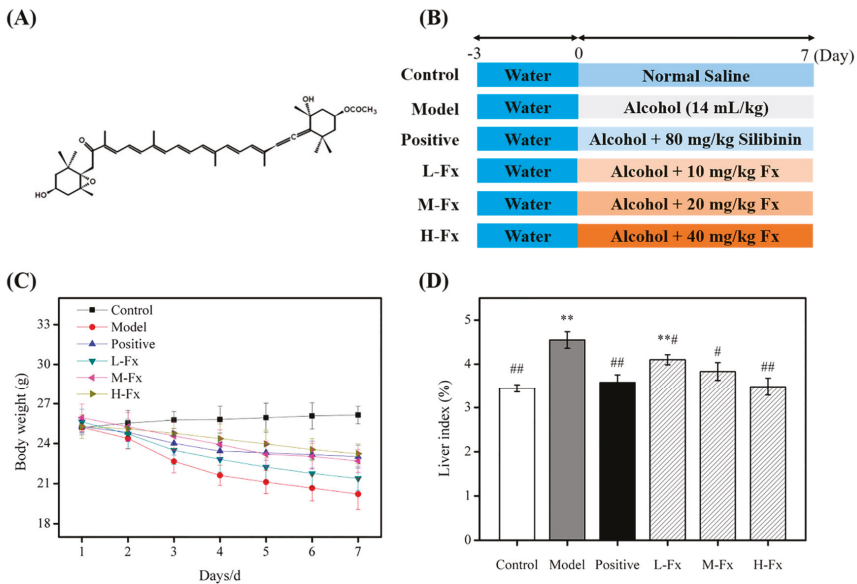 (A)
OH
OCOCH₃
O
O
HO
(B)
-3 0 7 (Day)
Control Water Normal Saline
Model Water Alcohol (14 mL/kg)
Positive Water Alcohol + 80 mg/kg Silibinin
L-Fx Water Alcohol + 10 mg/kg Fx
M-Fx Water Alcohol + 20 mg/kg Fx
H-Fx Water Alcohol + 40 mg/kg Fx
(C)
Control
Model
Positive
L-Fx
M-Fx
H-Fx
Body weight (g)
33
30
27
24
21
18
1 2 3 4 5 6 7
Days/d
(D)
Liver index (%)
5
4
3
2
1
0
## ** ## **# # ##
Control Model Positive L-Fx M-Fx H-Fx